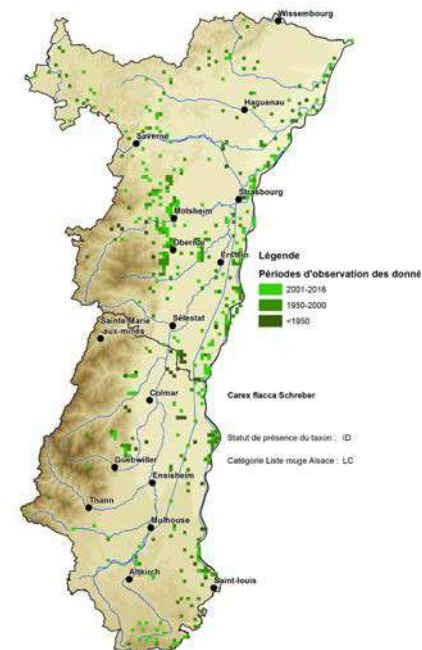 Wissembourg
Haguenau
Saverne
Strasbourg
Molsheim
Obernai
Erstein
Légende
Périodes d'observation des donné
2001-2016
1950-2000
<1950
Sainte Marie
aux-mines
Sélestat
Colmar
Carex flacca Schreber
Statut de présence du taxon : ID
Catégorie Liste rouge Alsace : LC
Guebwiller
Ensisheim
Thann
Mulhouse
Altkirch
Saint-louis